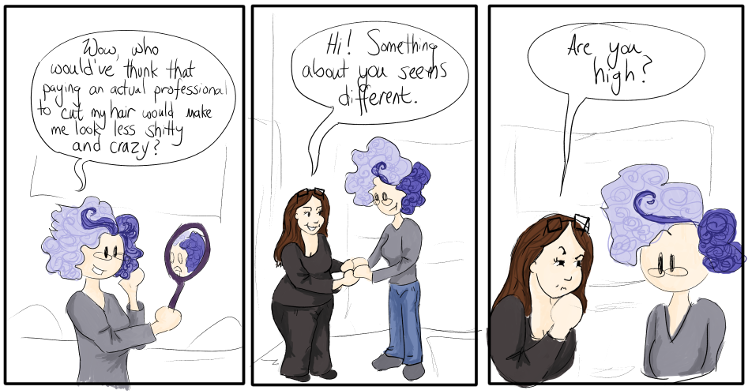 Wow, who
would've thunk that
paying an actual professional
to cut my hair would make
me look less shitty
and crazy?
Hi! Something
about you seems
different.
Are you
high?